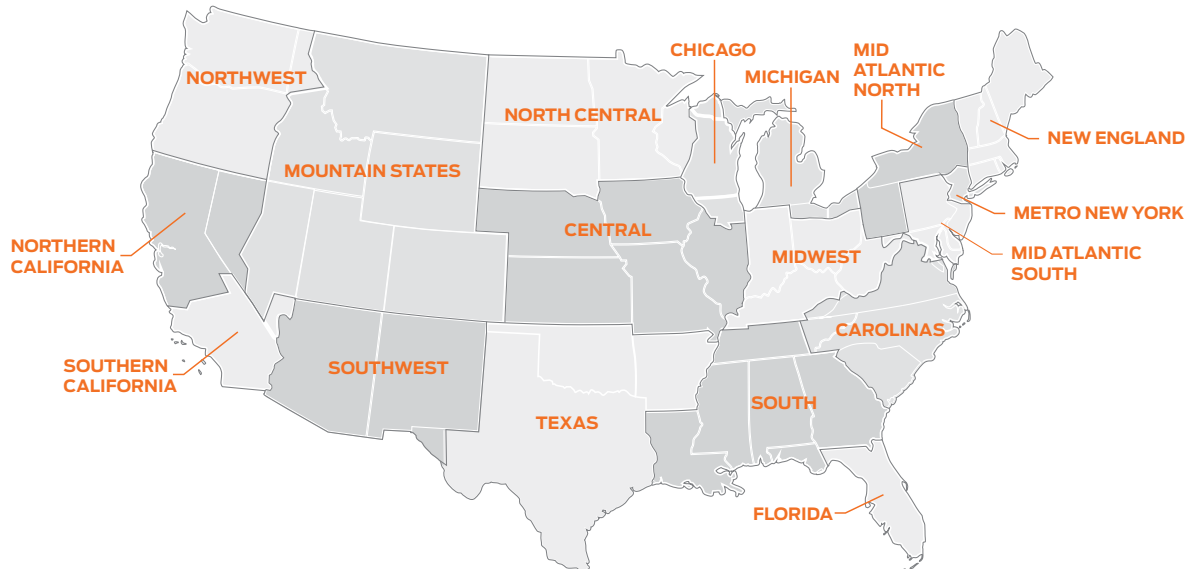 CHICAGO
MID
ATLANTIC
NORTH
NORTHWEST
MICHIGAN
NORTH CENTRAL
NEW ENGLAND
MOUNTAIN STATES
METRO NEW YORK
CENTRAL
NORTHERN
CALIFORNIA
MIDWEST
MID ATLANTIC
SOUTH
CAROLINAS
SOUTHERN
CALIFORNIA
SOUTHWEST
SOUTH
TEXAS
FLORIDA